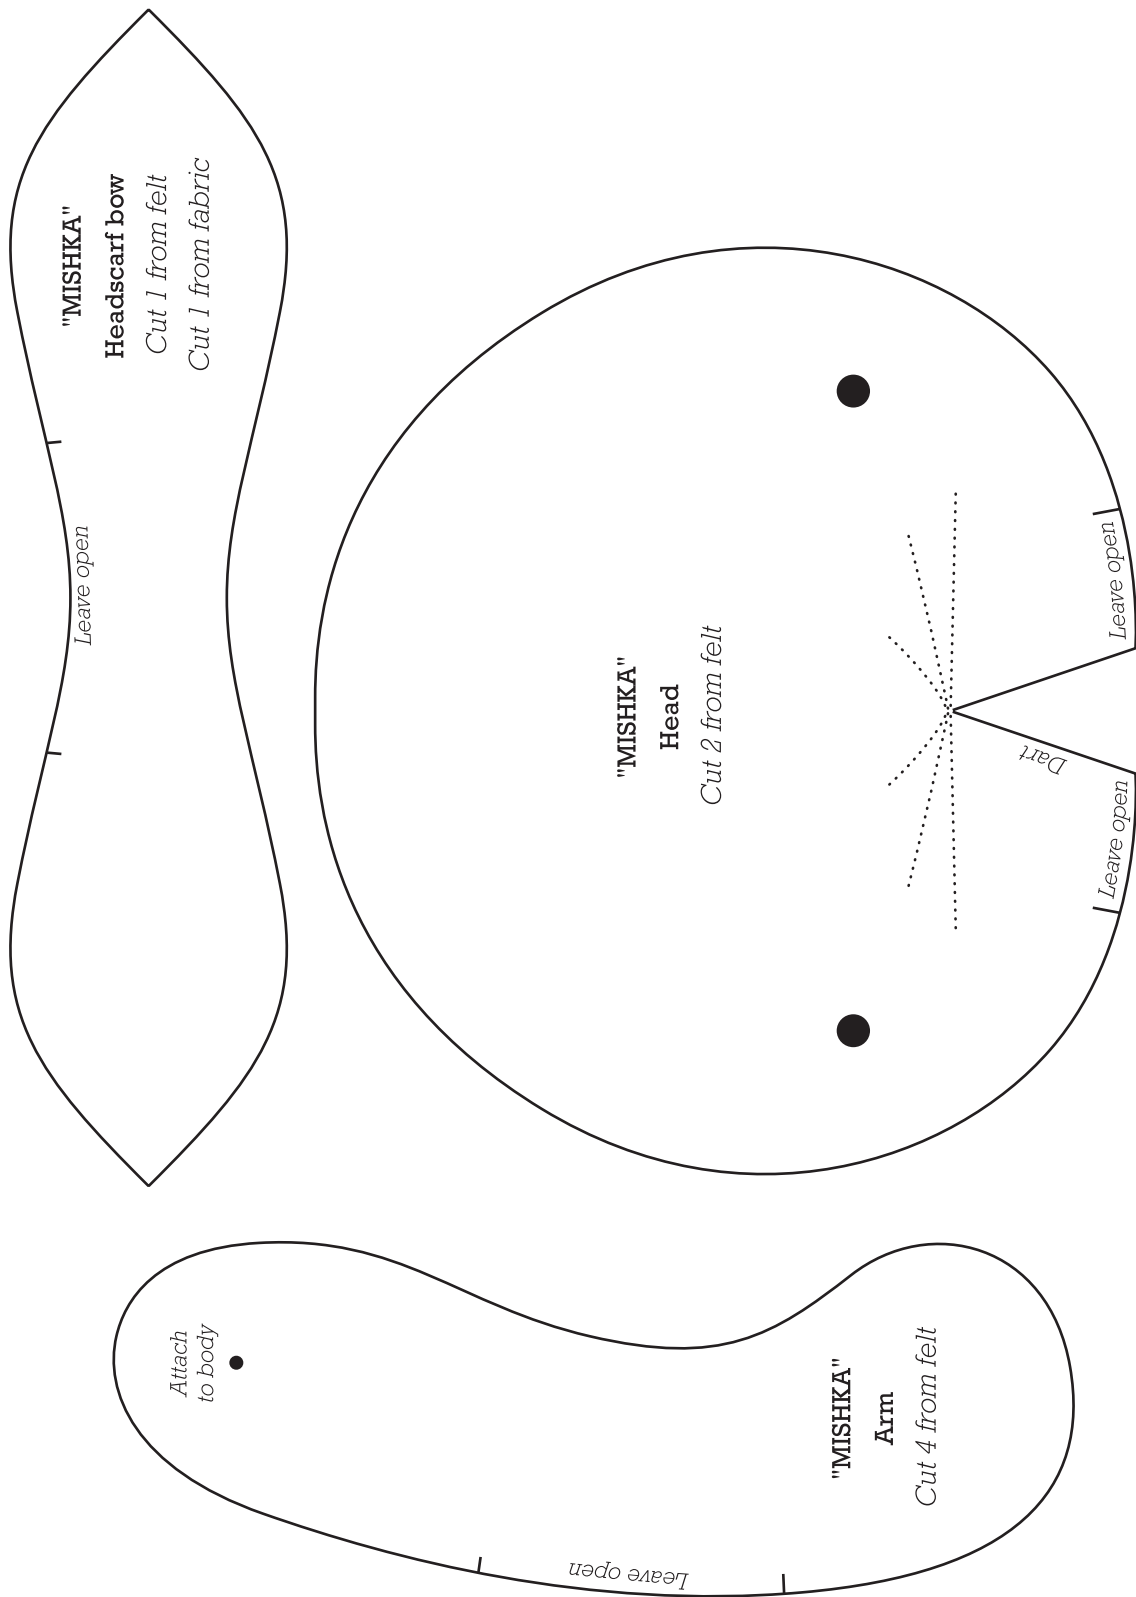 "MISHKA"
Headscarf bow
Cut 1 from felt
Cut 1 from fabric
Leave open
"MISHKA"
Head
Cut 2 from felt
Leave open
Dart
Leave open
Attach
to body
"MISHKA"
Arm
Cut 4 from felt
Leave open